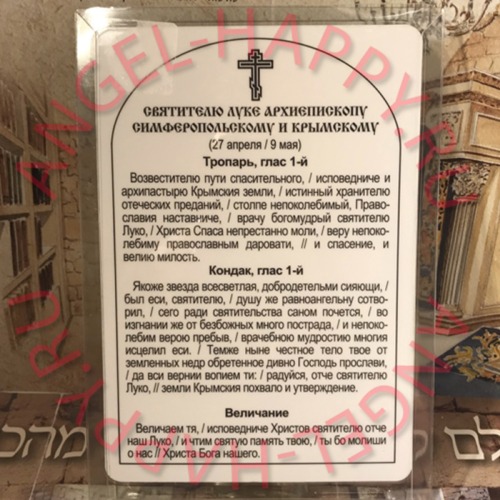 СВЯТИТЕЛЮ ЛУКЕ АРХИЕПИСКОПУ
СИМФЕРОПОЛЬСКОМУ И КРЫМСКОМУ
(27 апреля / 9 мая)
Тропарь, глас 1-й
Возвестителю пути спасительного, / исповедниче и
архипастырю Крымския земли, / истинный хранителю
отеческих преданий, / столпе непоколебимый, Право-
славия наставниче, / врачу богомудрый святителю
Луко, / Христа Спаса непрестанно моли, / веру непоко-
лебиму православным даровати, // и спасение, и
велию милость.
Кондак, глас 1-й
Якоже звезда всесветлая, добродетельми сияющи, /
был еси, святителю, / душу же равноангельну сотво-
рил, / сего ради святительства саном почется, / во
изгнании же от безбожных много пострада, / и непоко-
лебим верою пребыв, / врачебною мудростию многия
исцелил еси. / Темже ныне честное тело твое от
земленных недр обретенное дивно Господь прослави,
/ да вси вернии вопием ти: / радуйся, отче святителю
Луко, // земли Крымския похвало и утверждение.
Величание
Величаем тя, / исповедниче Христов святителю отче
наш Луко, / и чтим святую память твою, / ты бо молиши
о нас // Христа Бога нашего.
ANGEL-HAPPY.RU
ANGEL-HAPPY.RU